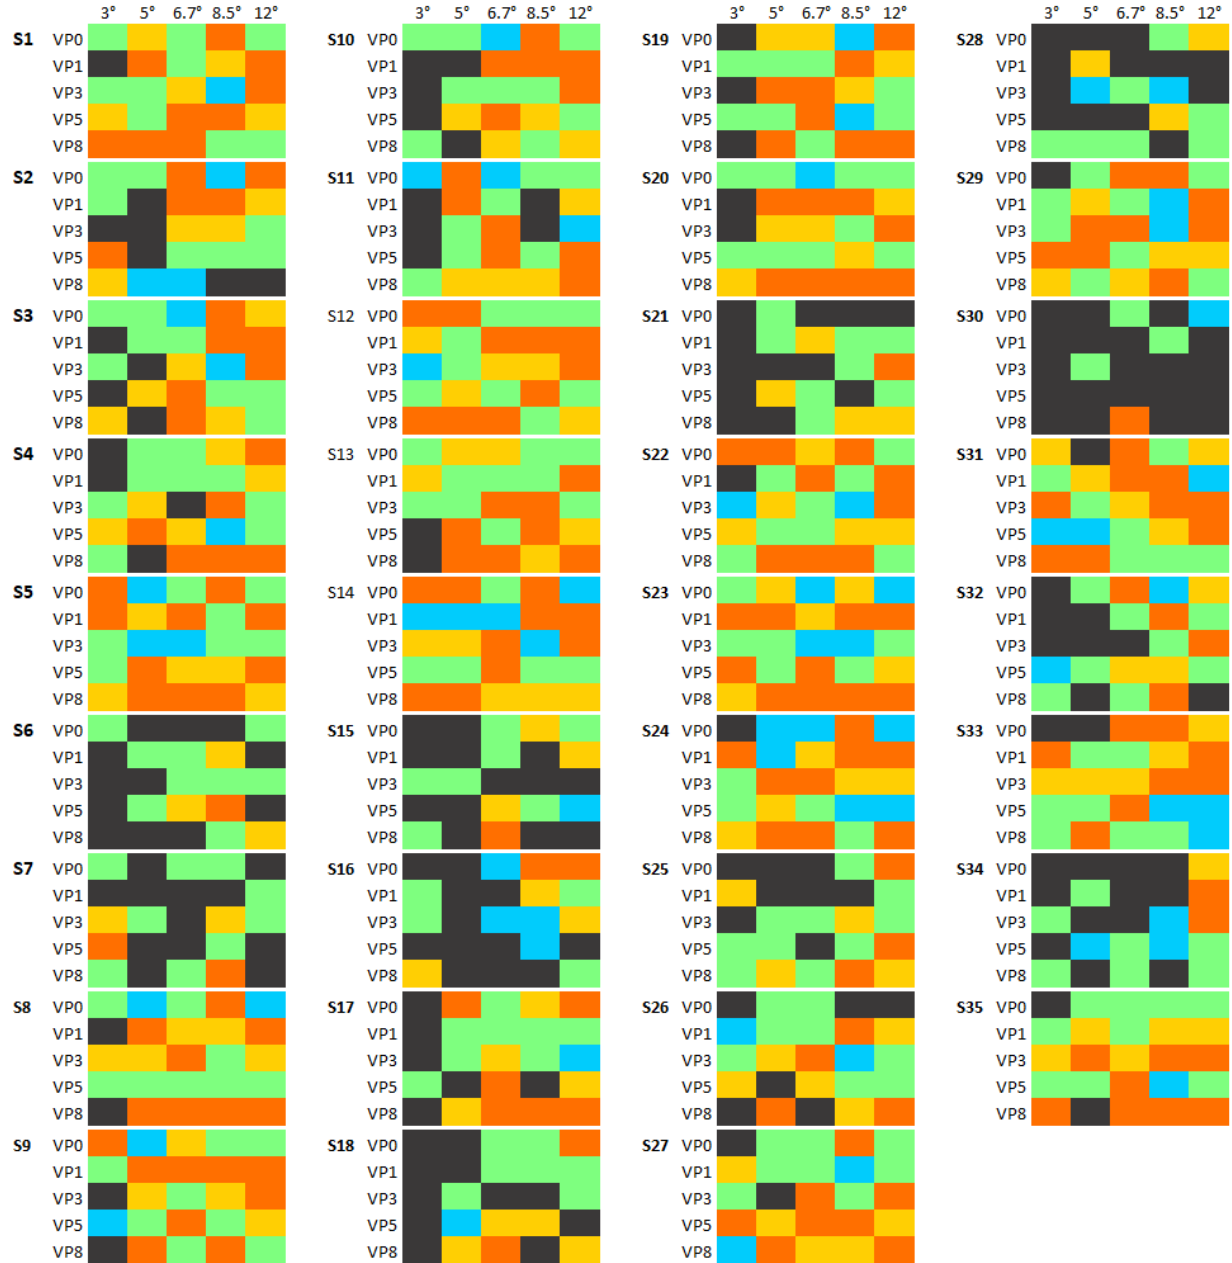 3° 5° 6.7° 8.5° 12°
S1 VP0
VP1
VP3
VP5
VP8
S2 VP0
VP1
VP3
VP5
VP8
S3 VP0
VP1
VP3
VP5
VP8
S4 VP0
VP1
VP3
VP5
VP8
S5 VP0
VP1
VP3
VP5
VP8
S6 VP0
VP1
VP3
VP5
VP8
S7 VP0
VP1
VP3
VP5
VP8
S8 VP0
VP1
VP3
VP5
VP8
S9 VP0
VP1
VP3
VP5
VP8
3° 5° 6.7° 8.5° 12°
S10 VP0
VP1
VP3
VP5
VP8
S11 VP0
VP1
VP3
VP5
VP8
S12 VP0
VP1
VP3
VP5
VP8
S13 VP0
VP1
VP3
VP5
VP8
S14 VP0
VP1
VP3
VP5
VP8
S15 VP0
VP1
VP3
VP5
VP8
S16 VP0
VP1
VP3
VP5
VP8
S17 VP0
VP1
VP3
VP5
VP8
S18 VP0
VP1
VP3
VP5
VP8
3° 5° 6.7° 8.5° 12°
S19 VP0
VP1
VP3
VP5
VP8
S20 VP0
VP1
VP3
VP5
VP8
S21 VP0
VP1
VP3
VP5
VP8
S22 VP0
VP1
VP3
VP5
VP8
S23 VP0
VP1
VP3
VP5
VP8
S24 VP0
VP1
VP3
VP5
VP8
S25 VP0
VP1
VP3
VP5
VP8
S26 VP0
VP1
VP3
VP5
VP8
S27 VP0
VP1
VP3
VP5
VP8
3° 5° 6.7° 8.5° 12°
S28 VP0
VP1
VP3
VP5
VP8
S29 VP0
VP1
VP3
VP5
VP8
S30 VP0
VP1
VP3
VP5
VP8
S31 VP0
VP1
VP3
VP5
VP8
S32 VP0
VP1
VP3
VP5
VP8
S33 VP0
VP1
VP3
VP5
VP8
S34 VP0
VP1
VP3
VP5
VP8
S35 VP0
VP1
VP3
VP5
VP8